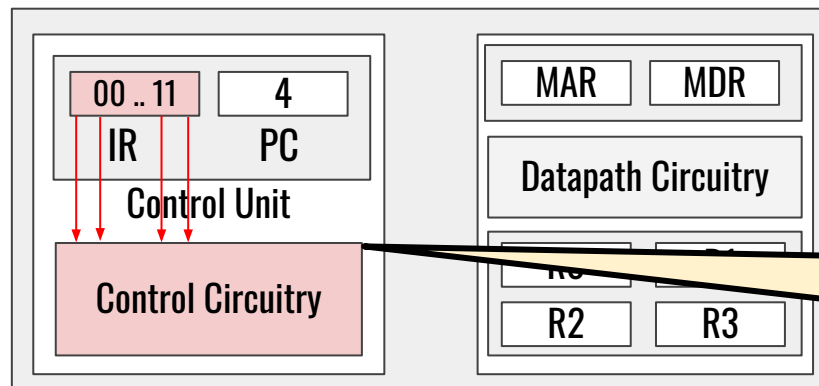 00 .. 11
4
IR
PC
Control Unit
Control Circuitry
MAR
MDR
Datapath Circuitry
R2
R3